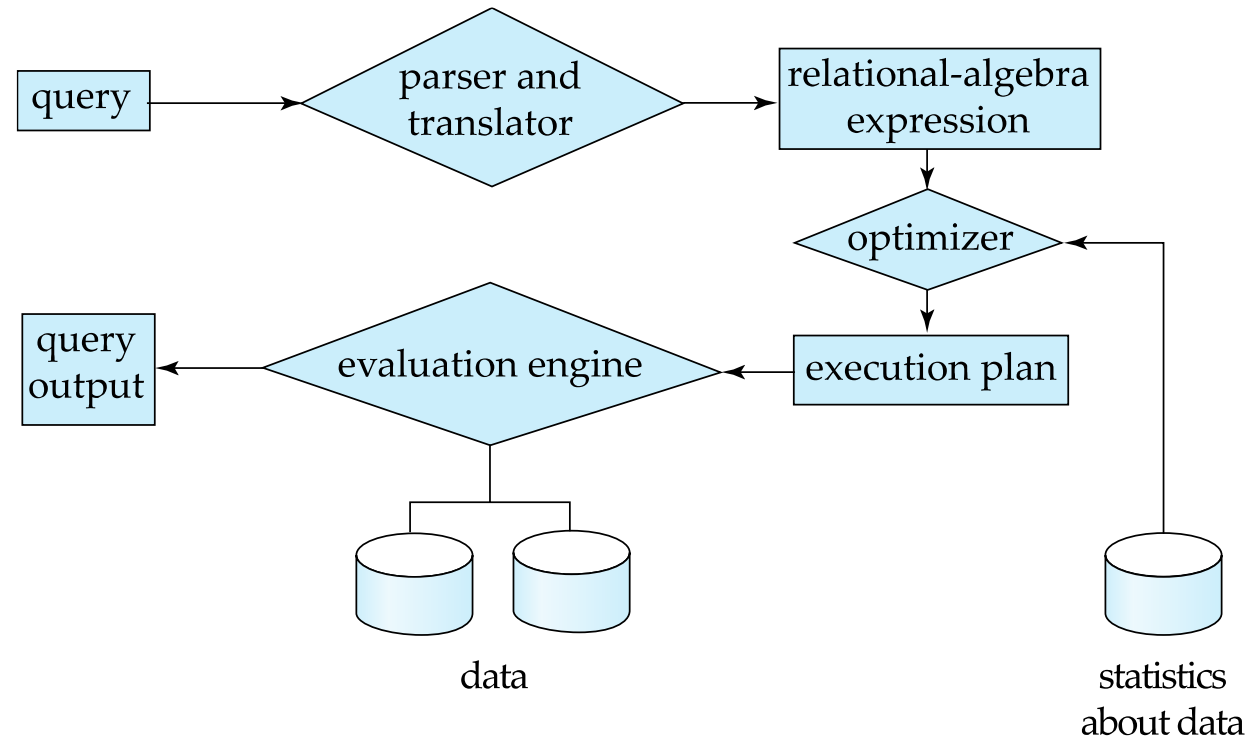 query
parser and
translator
relational-algebra
expression
optimizer
query
output
evaluation engine
execution plan
data
statistics
about data